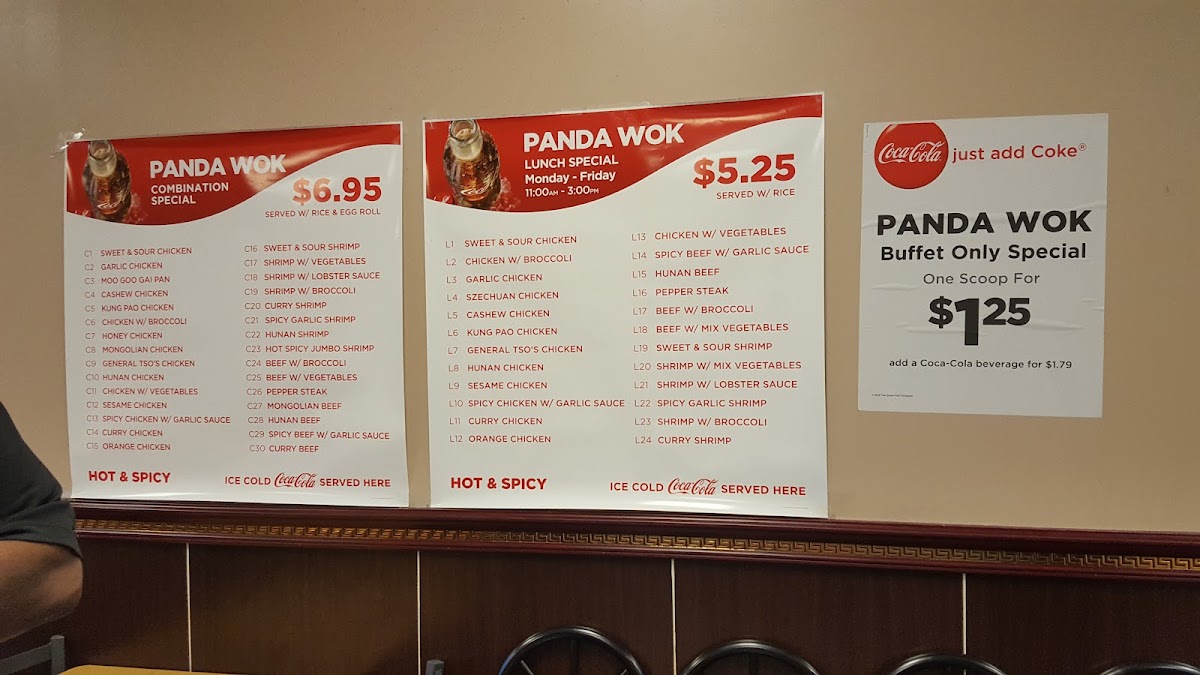 PANDA WOK
COMBINATION
SPECIAL
$6.95
SERVED W/ RICE & EGG ROLL
C1 SWEET & SOUR CHICKEN
C2 GARLIC CHICKEN
C3 MOO GOO GAI PAN
C4 CASHEW CHICKEN
C5 KUNG PAO CHICKEN
C6 CHICKEN W/ BROCCOLI
C7 HONEY CHICKEN
C8 MONGOLIAN CHICKEN
C9 GENERAL TSO'S CHICKEN
C10 HUNAN CHICKEN
C11 CHICKEN W/ VEGETABLES
C12 SESAME CHICKEN
C13 SPICY CHICKEN W/ GARLIC SAUCE
C14 CURRY CHICKEN
C15 ORANGE CHICKEN
C16 SWEET & SOUR SHRIMP
C17 SHRIMP W/ VEGETABLES
C18 SHRIMP W/ LOBSTER SAUCE
C19 SHRIMP W/ BROCCOLI
C20 CURRY SHRIMP
C21 SPICY GARLIC SHRIMP
C22 HUNAN SHRIMP
C23 HOT SPICY JUMBO SHRIMP
C24 BEEF W/ BROCCOLI
C25 BEEF W/ VEGETABLES
C26 PEPPER STEAK
C27 MONGOLIAN BEEF
C28 HUNAN BEEF
C29 SPICY BEEF W/ GARLIC SAUCE
C30 CURRY BEEF
HOT & SPICY
ICE COLD Coca-Cola SERVED HERE
PANDA WOK
LUNCH SPECIAL
Monday - Friday
11:00AM - 3:00PM
$5.25
SERVED W/ RICE
L1 SWEET & SOUR CHICKEN
L2 CHICKEN W/ BROCCOLI
L3 GARLIC CHICKEN
L4 SZECHUAN CHICKEN
L5 CASHEW CHICKEN
L6 KUNG PAO CHICKEN
L7 GENERAL TSO'S CHICKEN
L8 HUNAN CHICKEN
L9 SESAME CHICKEN
L10 SPICY CHICKEN W/ GARLIC SAUCE
L11 CURRY CHICKEN
L12 ORANGE CHICKEN
L13 CHICKEN W/ VEGETABLES
L14 SPICY BEEF W/ GARLIC SAUCE
L15 HUNAN BEEF
L16 PEPPER STEAK
L17 BEEF W/ BROCCOLI
L18 BEEF W/ MIX VEGETABLES
L19 SWEET & SOUR SHRIMP
L20 SHRIMP W/ MIX VEGETABLES
L21 SHRIMP W/ LOBSTER SAUCE
L22 SPICY GARLIC SHRIMP
L23 SHRIMP W/ BROCCOLI
L24 CURRY SHRIMP
HOT & SPICY
ICE COLD Coca-Cola SERVED HERE
Coca-Cola just add Coke®
PANDA WOK
Buffet Only Special
One Scoop For
$1.25
add a Coca-Cola beverage for $1.79